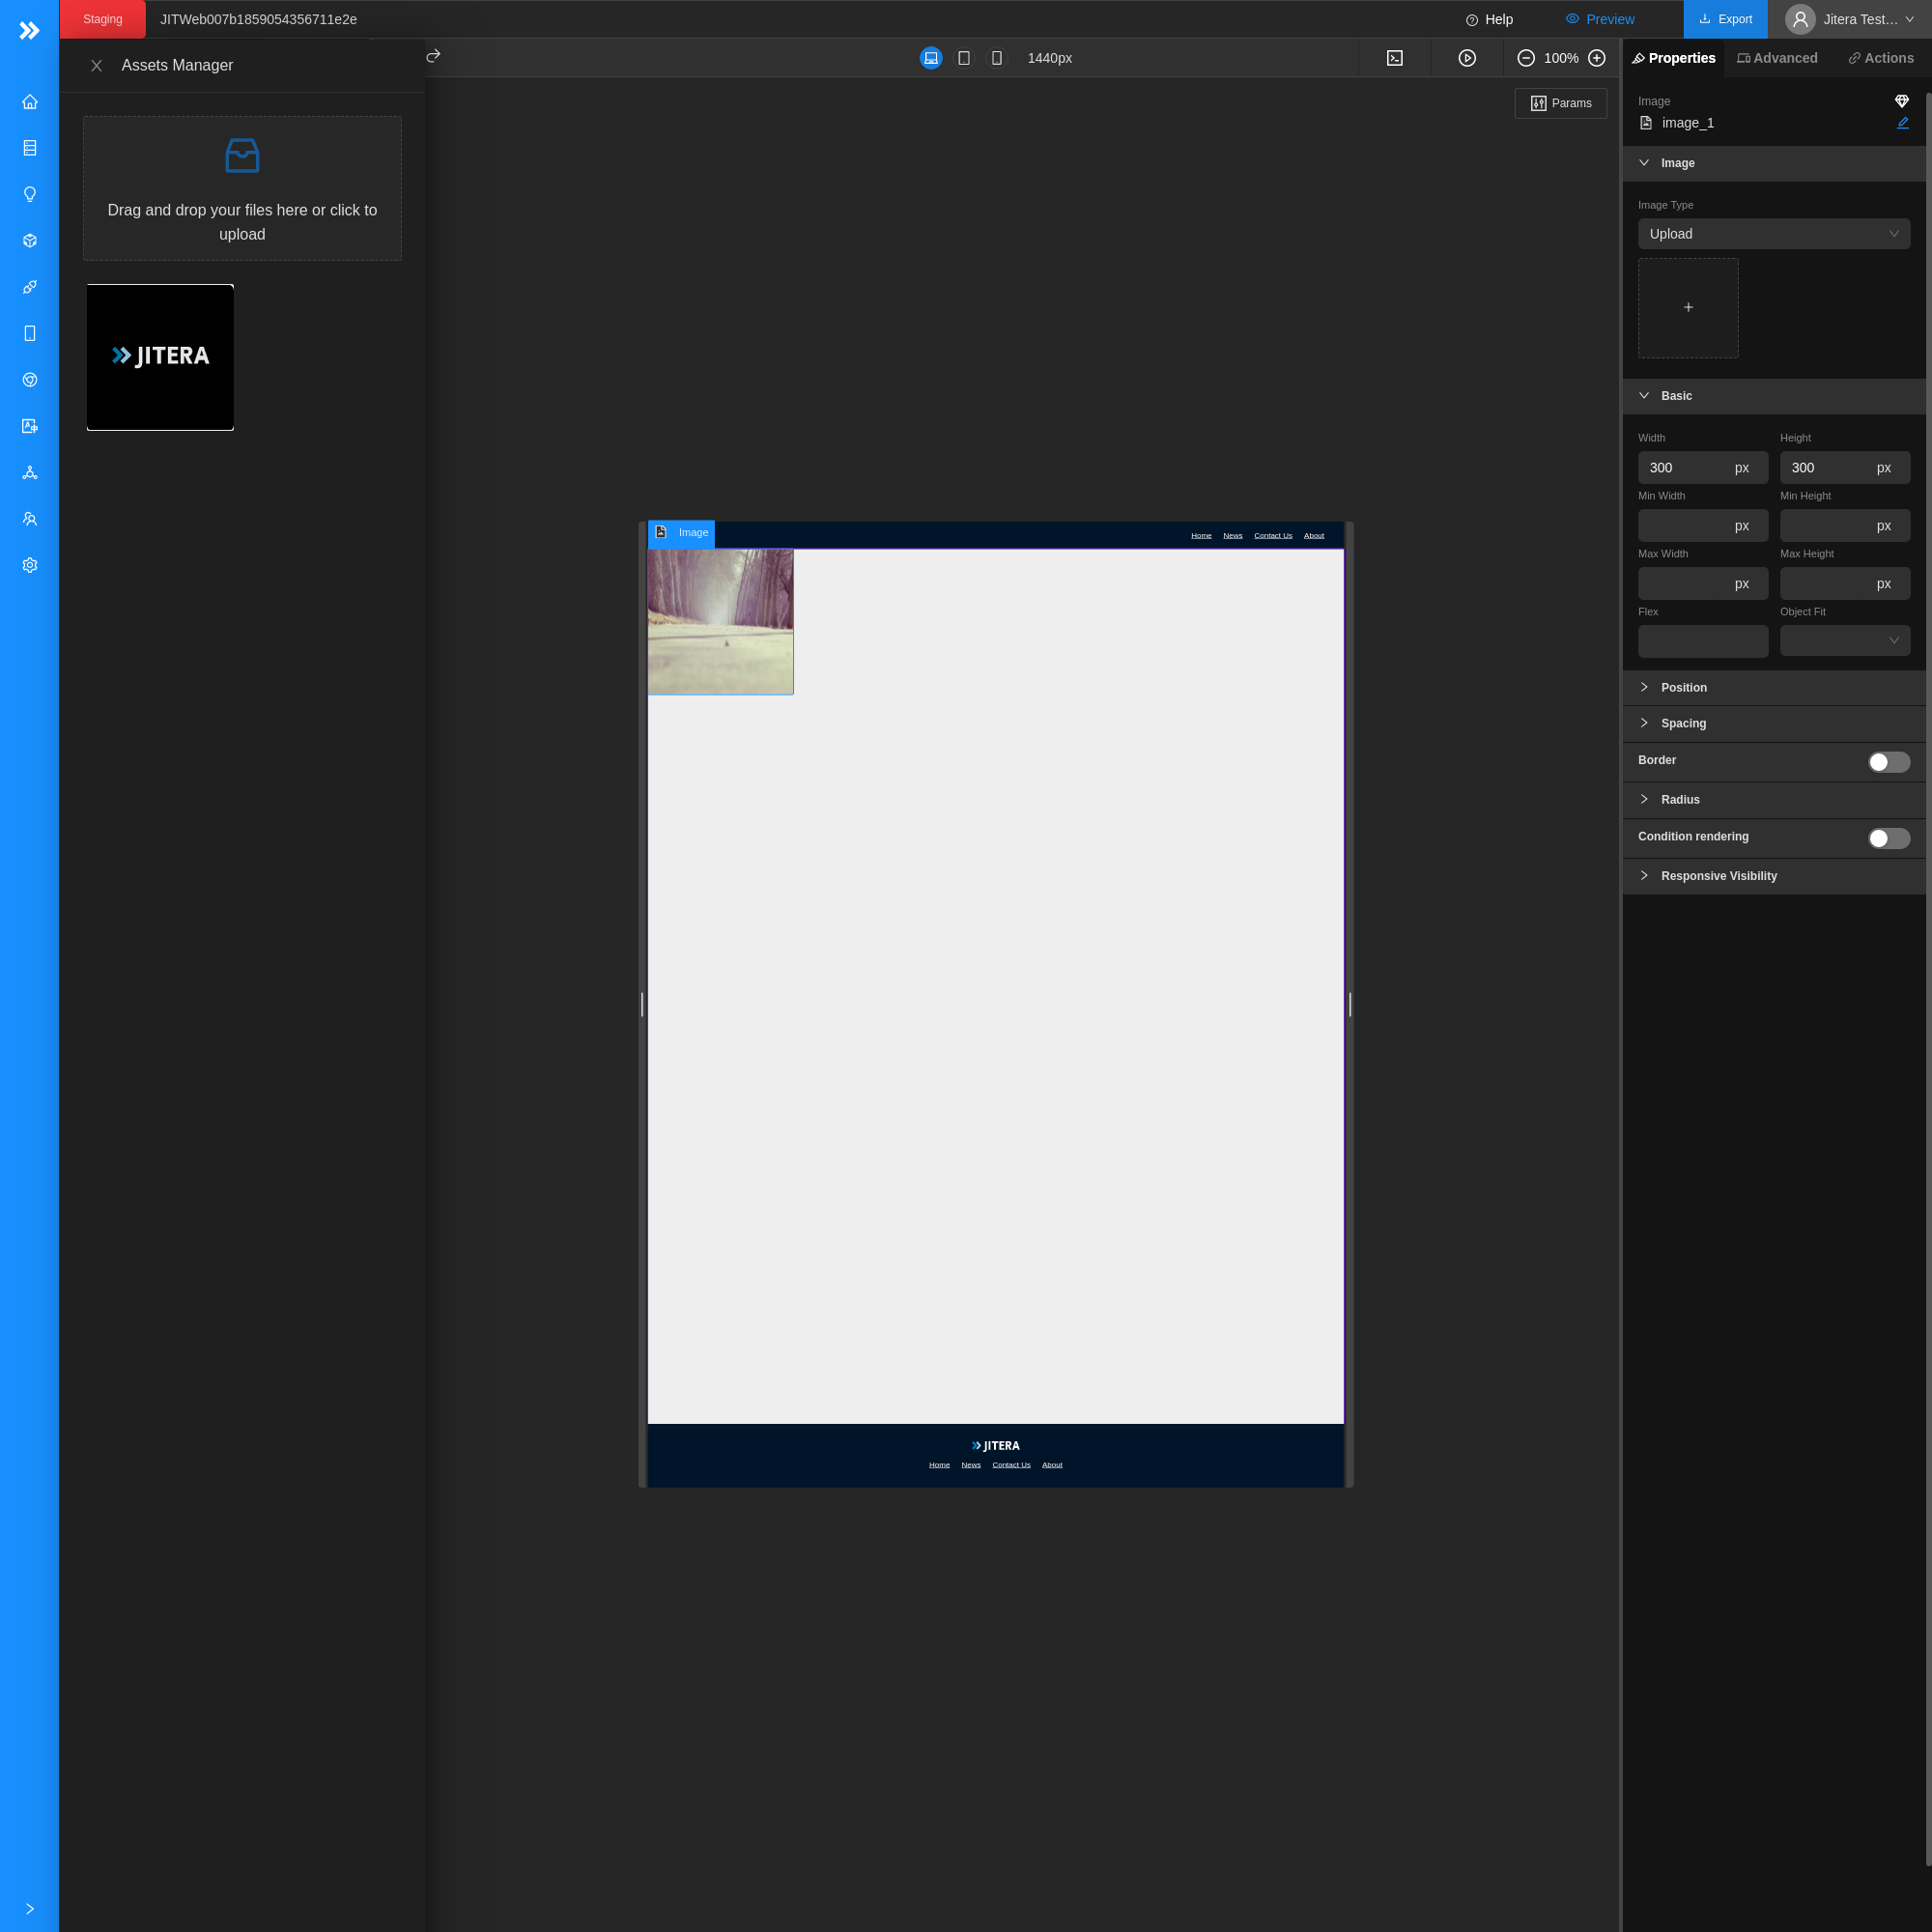 Staging
JITWeb007b1859054356711e2e
Help
Preview
Export
Jitera Test...
Assets Manager
1440px
100%
Properties
Advanced
Actions
Params
Drag and drop your files here or click to
upload
JITERA
Image
image_1
Image
Image Type
Upload
Basic
Width
Height
300
px
300
px
Min Width
Min Height
px
px
Max Width
Max Height
px
px
Flex
Object Fit
Position
Spacing
Border
Radius
Condition rendering
Responsive Visibility
Image
Home
News
Contact Us
About
JITERA
Home
News
Contact Us
About